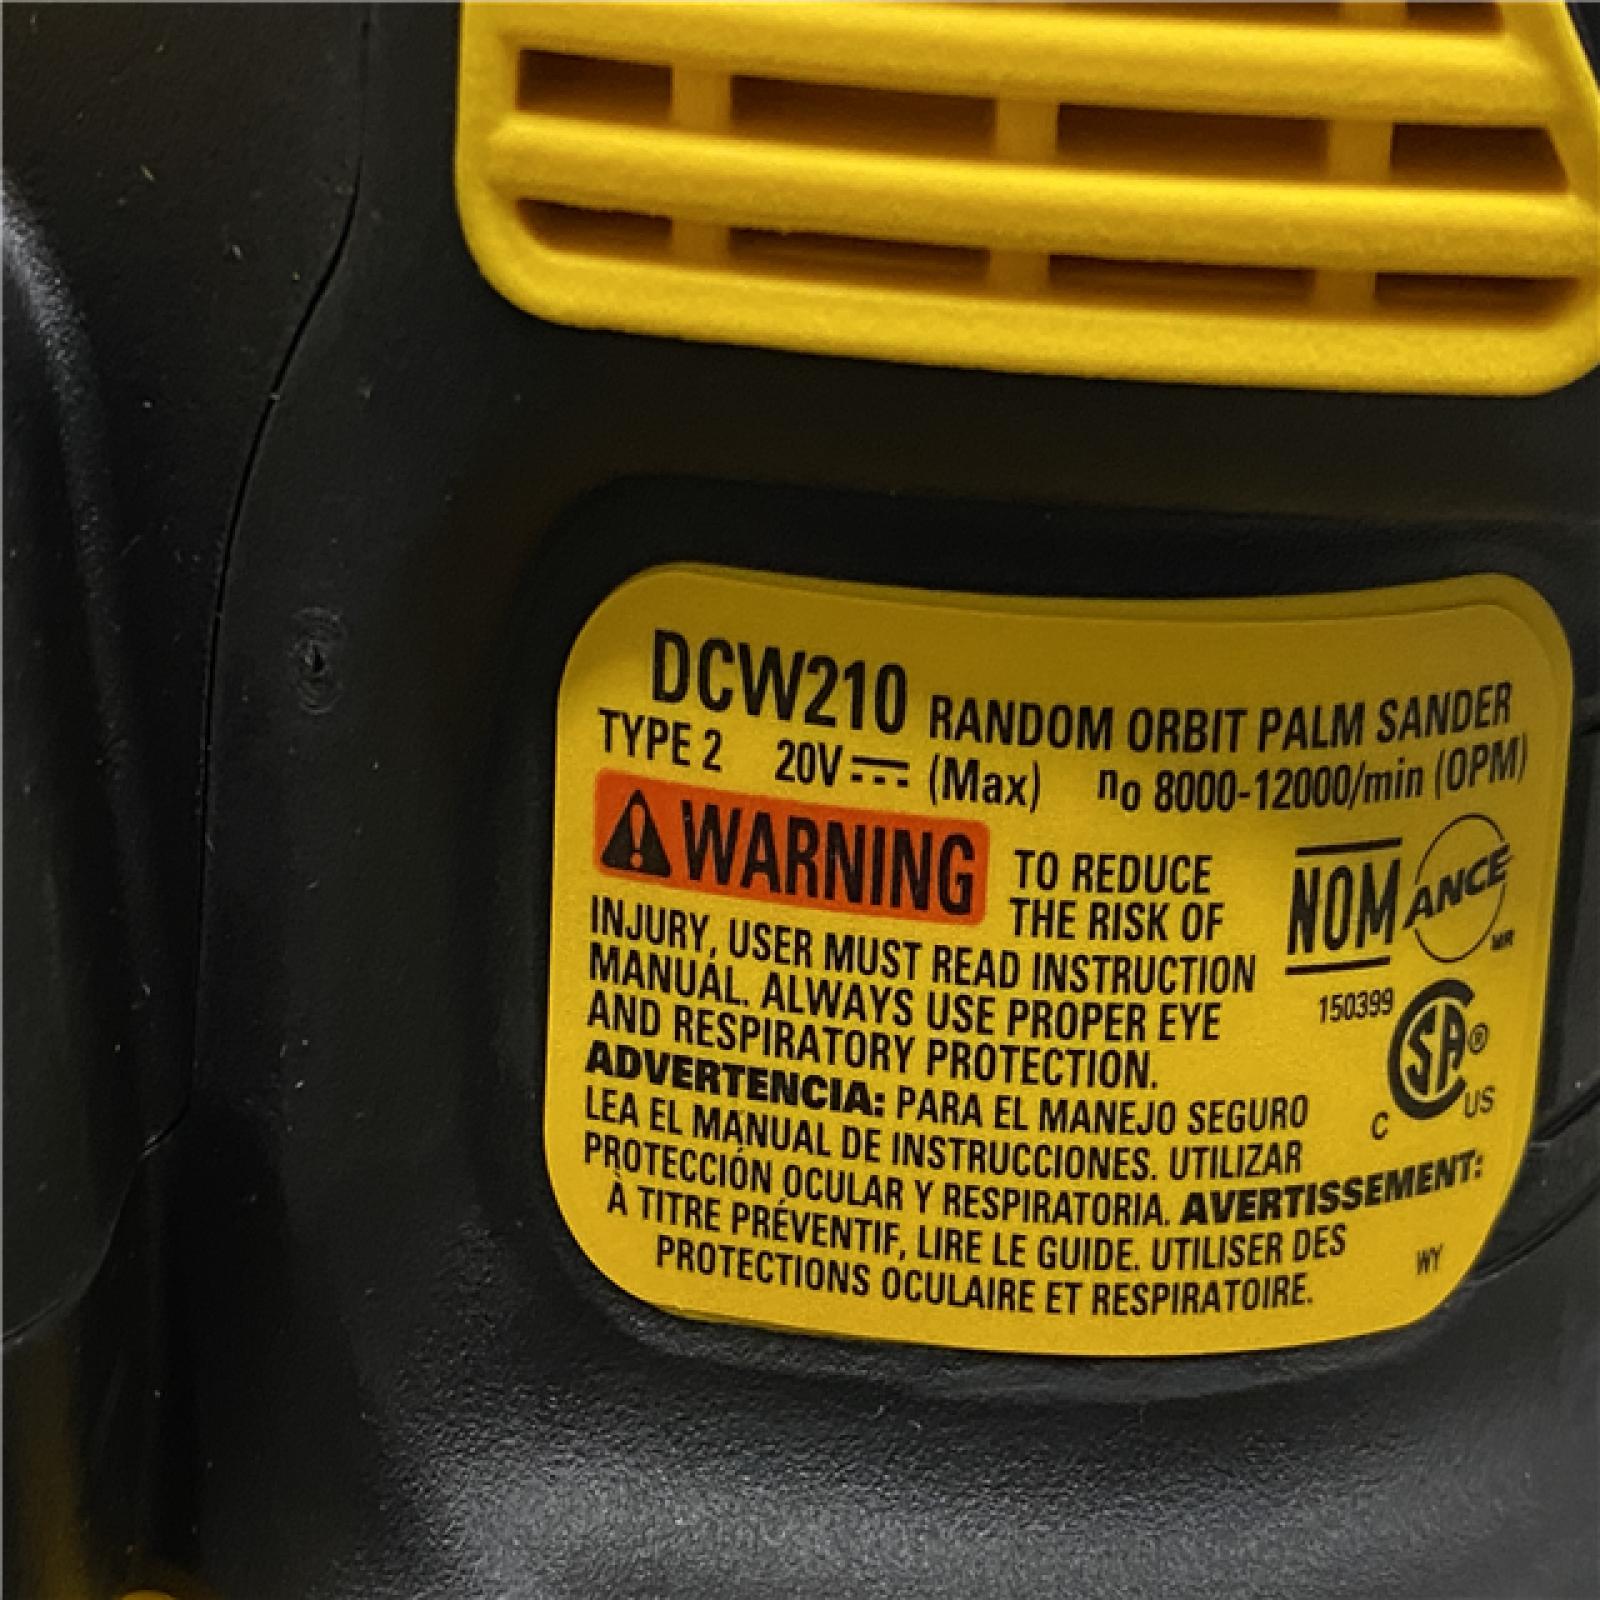 DCW210 RANDOM ORBIT PALM SANDER
TYPE 2 20V (Max) no 8000-12000/min (OPM)
WARNING TO REDUCE
THE RISK OF
INJURY, USER MUST READ INSTRUCTION
MANUAL. ALWAYS USE PROPER EYE
AND RESPIRATORY PROTECTION.
NOM ANCE MR
150399
SA ®
C US
ADVERTENCIA: PARA EL MANEJO SEGURO
LEA EL MANUAL DE INSTRUCCIONES. UTILIZAR
PROTECCIÓN OCULAR Y RESPIRATORIA. AVERTISSEMENT:
À TITRE PRÉVENTIF, LIRE LE GUIDE. UTILISER DES
PROTECTIONS OCULAIRE ET RESPIRATOIRE.
WY